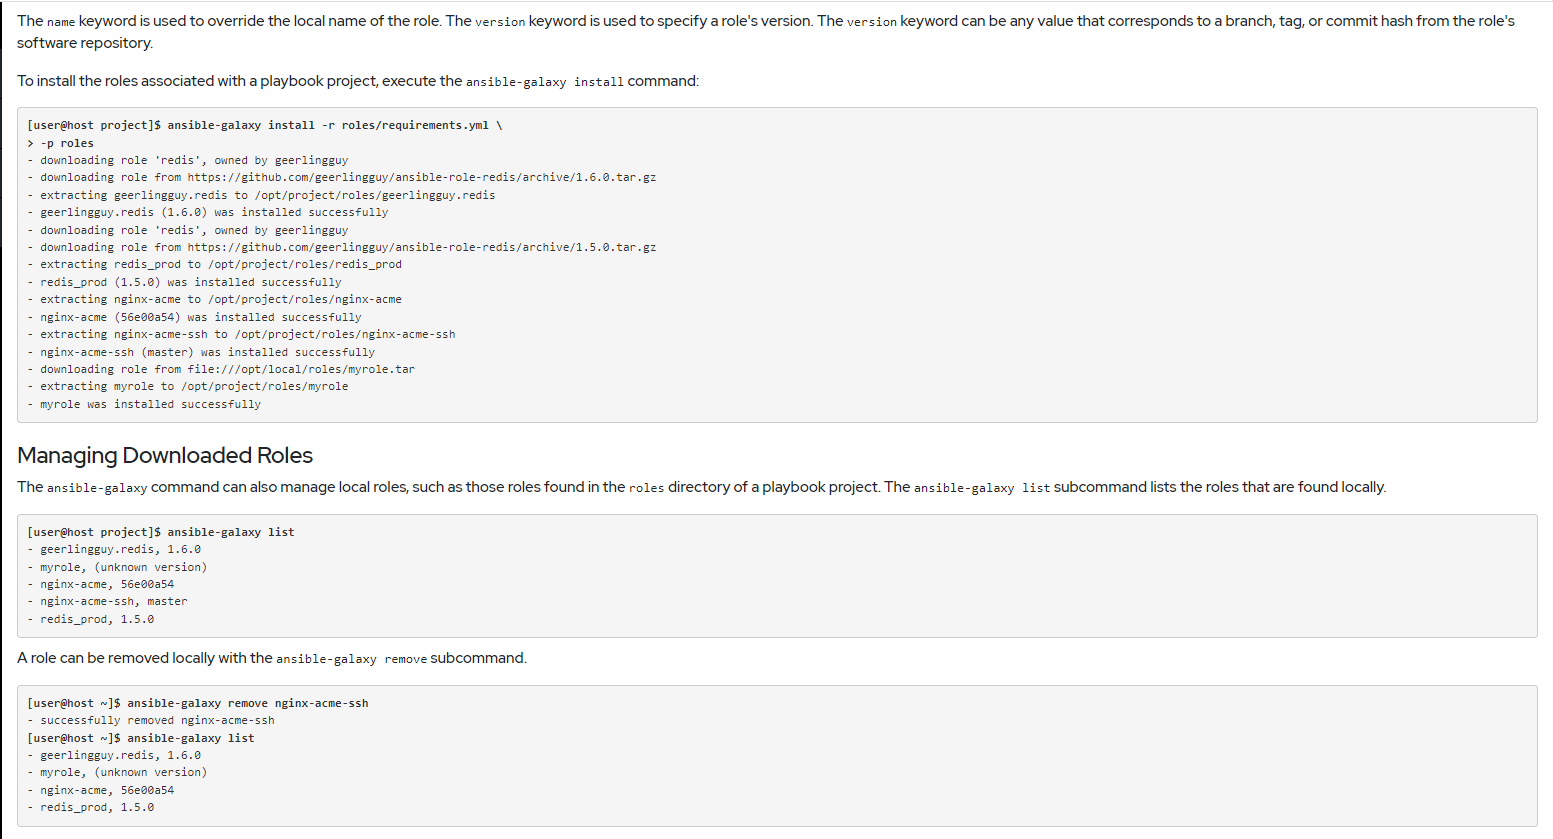 The name keyword is used to override the local name of the role. The version keyword is used to specify a role's version. The version keyword can be any value that corresponds to a branch, tag, or commit hash from the role's
software repository.
To install the roles associated with a playbook project, execute the ansible-galaxy install command:
[user@host project]$ ansible-galaxy install -r roles/requirements.yml \
> -p roles
- downloading role 'redis', owned by geerlingguy
- downloading role from https://github.com/geerlingguy/ansible-role-redis/archive/1.6.0.tar.gz
- extracting geerlingguy.redis to /opt/project/roles/geerlingguy.redis
- geerlingguy.redis (1.6.0) was installed successfully
- downloading role 'redis', owned by geerlingguy
- downloading role from https://github.com/geerlingguy/ansible-role-redis/archive/1.5.0.tar.gz
- extracting redis_prod to /opt/project/roles/redis_prod
- redis_prod (1.5.0) was installed successfully
- extracting nginx-acme to /opt/project/roles/nginx-acme
- nginx-acme (56e00a54) was installed successfully
- extracting nginx-acme-ssh to /opt/project/roles/nginx-acme-ssh
- nginx-acme-ssh (master) was installed successfully
- downloading role from file:///opt/local/roles/myrole.tar
- extracting myrole to /opt/project/roles/myrole
- myrole was installed successfully
Managing Downloaded Roles
The ansible-galaxy command can also manage local roles, such as those roles found in the roles directory of a playbook project. The ansible-galaxy list subcommand lists the roles that are found locally.
[user@host project]$ ansible-galaxy list
- geerlingguy.redis, 1.6.0
- myrole, (unknown version)
- nginx-acme, 56e00a54
- nginx-acme-ssh, master
- redis_prod, 1.5.0
A role can be removed locally with the ansible-galaxy remove subcommand.
[user@host ~]$ ansible-galaxy remove nginx-acme-ssh
- successfully removed nginx-acme-ssh
[user@host ~]$ ansible-galaxy list
- geerlingguy.redis, 1.6.0
- myrole, (unknown version)
- nginx-acme, 56e00a54
- redis_prod, 1.5.0